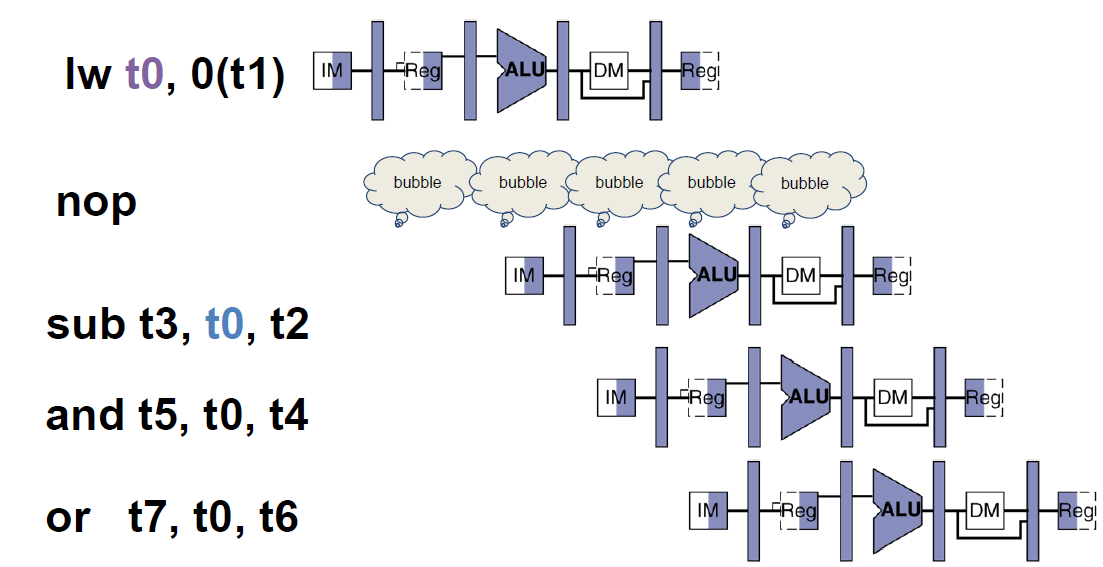 lw t0, 0(t1) IM Reg ALU DM Reg
nop bubble bubble bubble bubble bubble
IM Reg ALU DM Reg
sub t3, t0, t2
and t5, t0, t4 IM Reg ALU DM Reg
or t7, t0, t6 IM Reg ALU DM Reg